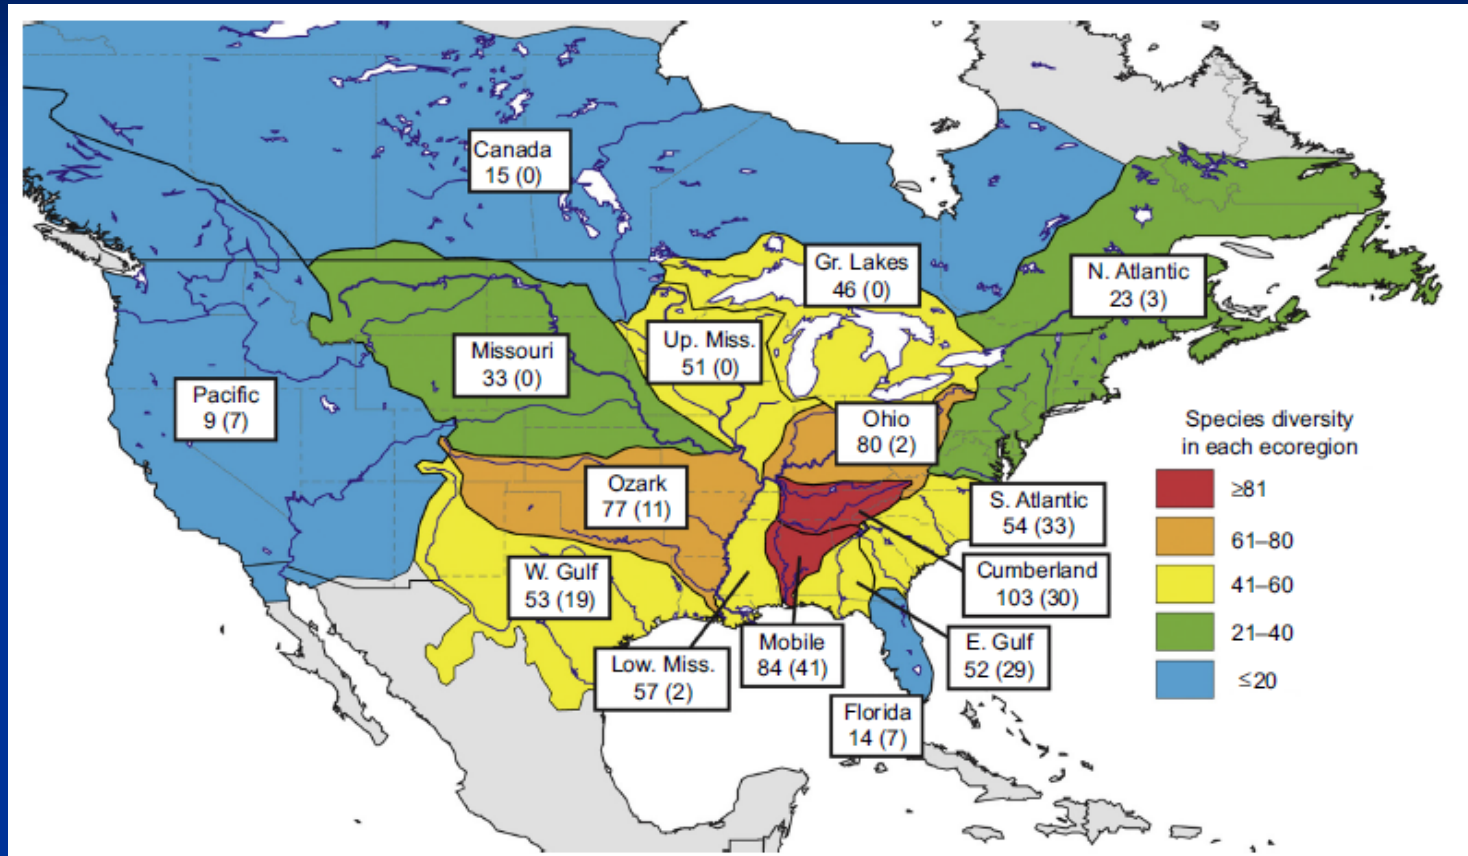 Canada
15 (0)
Gr. Lakes
46 (0)
N. Atlantic
23 (3)
Up. Miss.
51 (0)
Missouri
33 (0)
Pacific
9 (7)
Ohio
80 (2)
Ozark
77 (11)
S. Atlantic
54 (33)
W. Gulf
53 (19)
Cumberland
103 (30)
Mobile
84 (41)
E. Gulf
52 (29)
Low. Miss.
57 (2)
Florida
14 (7)
Species diversity
in each ecoregion
≥81
61–80
41–60
21–40
≤20